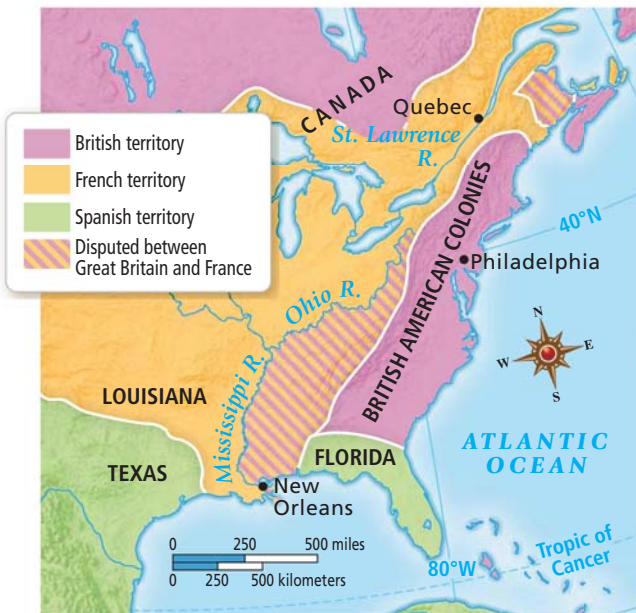 CANADA
Quebec
St. Lawrence
R.
British territory
French territory
Spanish territory
Disputed between
Great Britain and France
40°N
Philadelphia
BRITISH AMERICAN COLONIES
Ohio R.
N
W
E
S
Mississippi R.
LOUISIANA
ATLANTIC
OCEAN
TEXAS
FLORIDA
New
Orleans
0 250 500 miles
0 250 500 kilometers
80°W
Tropic of
Cancer